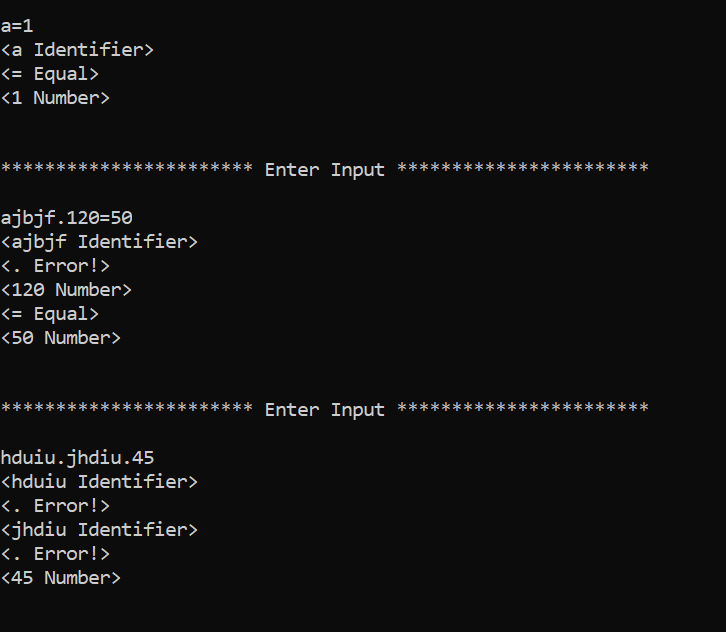 a=1
<a Identifier>
<= Equal>
<1 Number>
*********************** Enter Input ***********************
ajbjf.120=50
<ajbjf Identifier>
<. Error!>
<120 Number>
<= Equal>
<50 Number>
*********************** Enter Input ***********************
hduiu.jhdiu.45
<hduiu Identifier>
<. Error!>
<jhdiu Identifier>
<. Error!>
<45 Number>